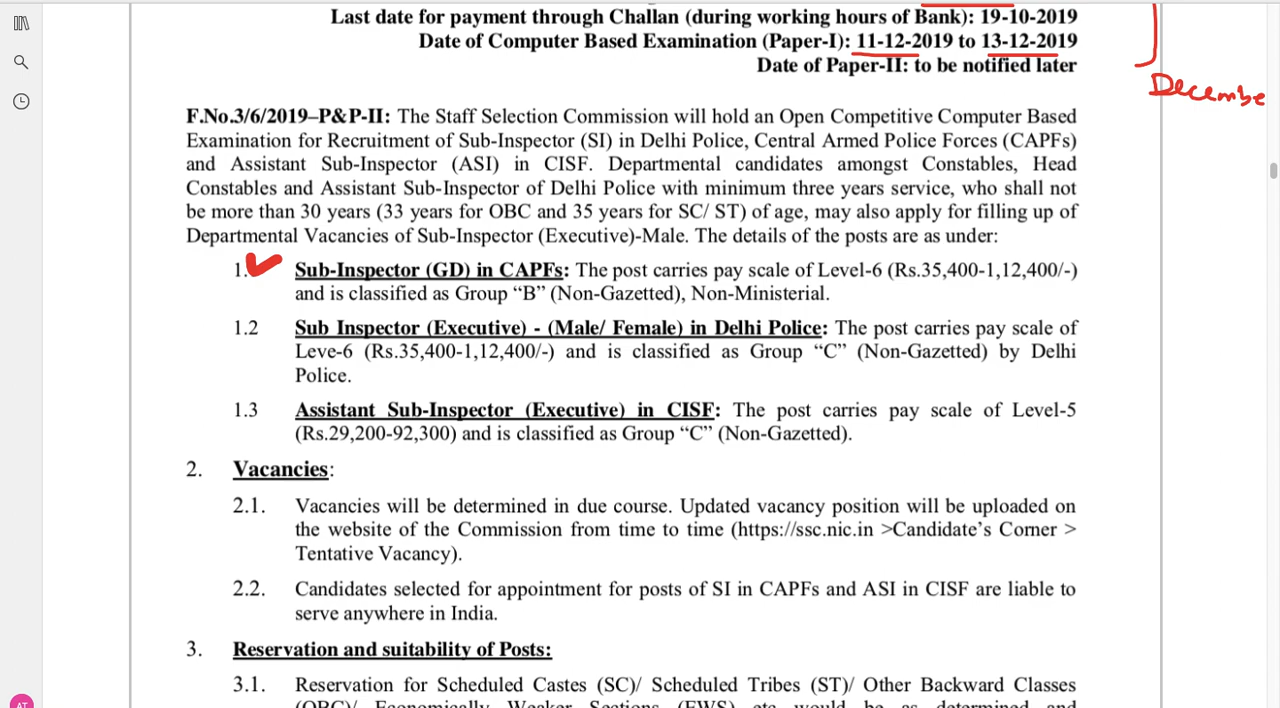 Last date for payment through Challan (during working hours of Bank): 19-10-2019
Date of Computer Based Examination (Paper-I): 11-12-2019 to 13-12-2019
Date of Paper-II: to be notified later
Decembe
F.No.3/6/2019–P&P-II: The Staff Selection Commission will hold an Open Competitive Computer Based
Examination for Recruitment of Sub-Inspector (SI) in Delhi Police, Central Armed Police Forces (CAPFs)
and Assistant Sub-Inspector (ASI) in CISF. Departmental candidates amongst Constables, Head
Constables and Assistant Sub-Inspector of Delhi Police with minimum three years service, who shall not
be more than 30 years (33 years for OBC and 35 years for SC/ ST) of age, may also apply for filling up of
Departmental Vacancies of Sub-Inspector (Executive)-Male. The details of the posts are as under:
1. Sub-Inspector (GD) in CAPFs: The post carries pay scale of Level-6 (Rs.35,400-1,12,400/-)
and is classified as Group “B” (Non-Gazetted), Non-Ministerial.
1.2 Sub Inspector (Executive) - (Male/ Female) in Delhi Police: The post carries pay scale of
Leve-6 (Rs.35,400-1,12,400/-) and is classified as Group “C” (Non-Gazetted) by Delhi
Police.
1.3 Assistant Sub-Inspector (Executive) in CISF: The post carries pay scale of Level-5
(Rs.29,200-92,300) and is classified as Group “C” (Non-Gazetted).
2. Vacancies:
2.1. Vacancies will be determined in due course. Updated vacancy position will be uploaded on
the website of the Commission from time to time (https://ssc.nic.in >Candidate’s Corner >
Tentative Vacancy).
2.2. Candidates selected for appointment for posts of SI in CAPFs and ASI in CISF are liable to
serve anywhere in India.
3. Reservation and suitability of Posts:
3.1. Reservation for Scheduled Castes (SC)/ Scheduled Tribes (ST)/ Other Backward Classes
(OBC)/ Economically Weaker Sections (EWS) etc would be as determined and